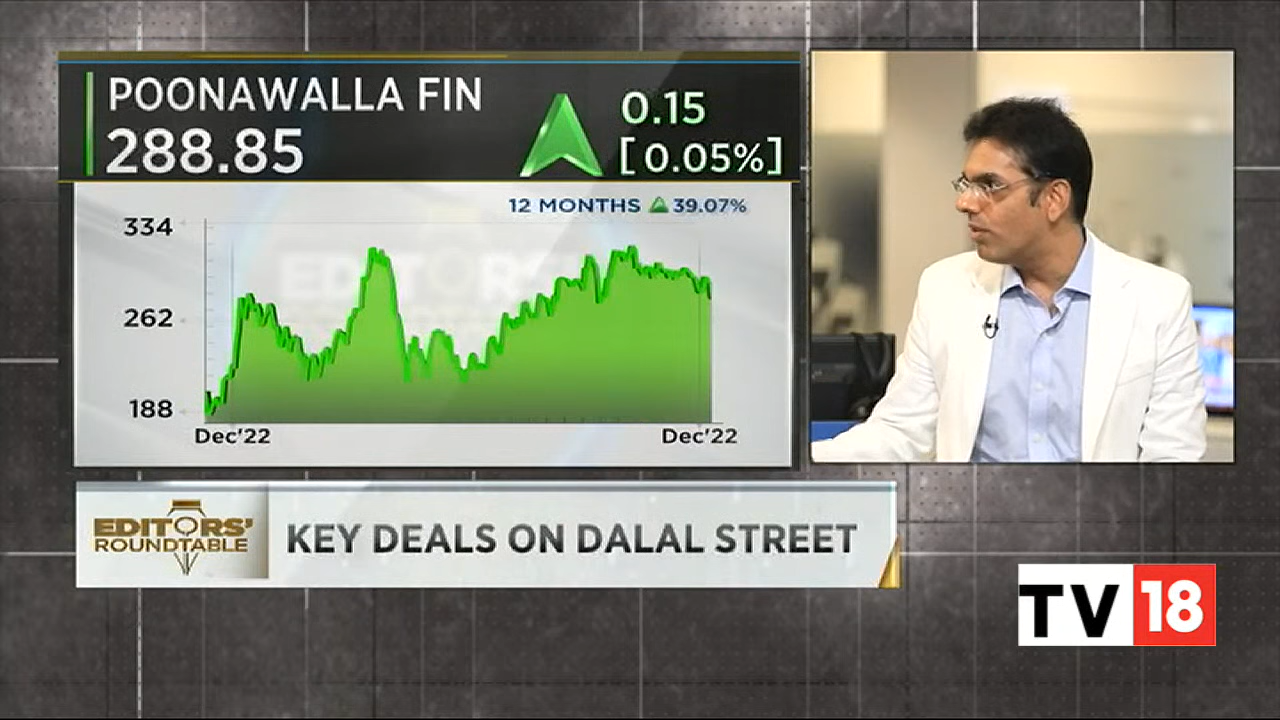 POONAWALLA FIN
288.85
0.15
[0.05%]
12 MONTHS 39.07%
334
262
188
Dec'22
Dec'22
EDITORS'
ROUNDTABLE
KEY DEALS ON DALAL STREET
TV18